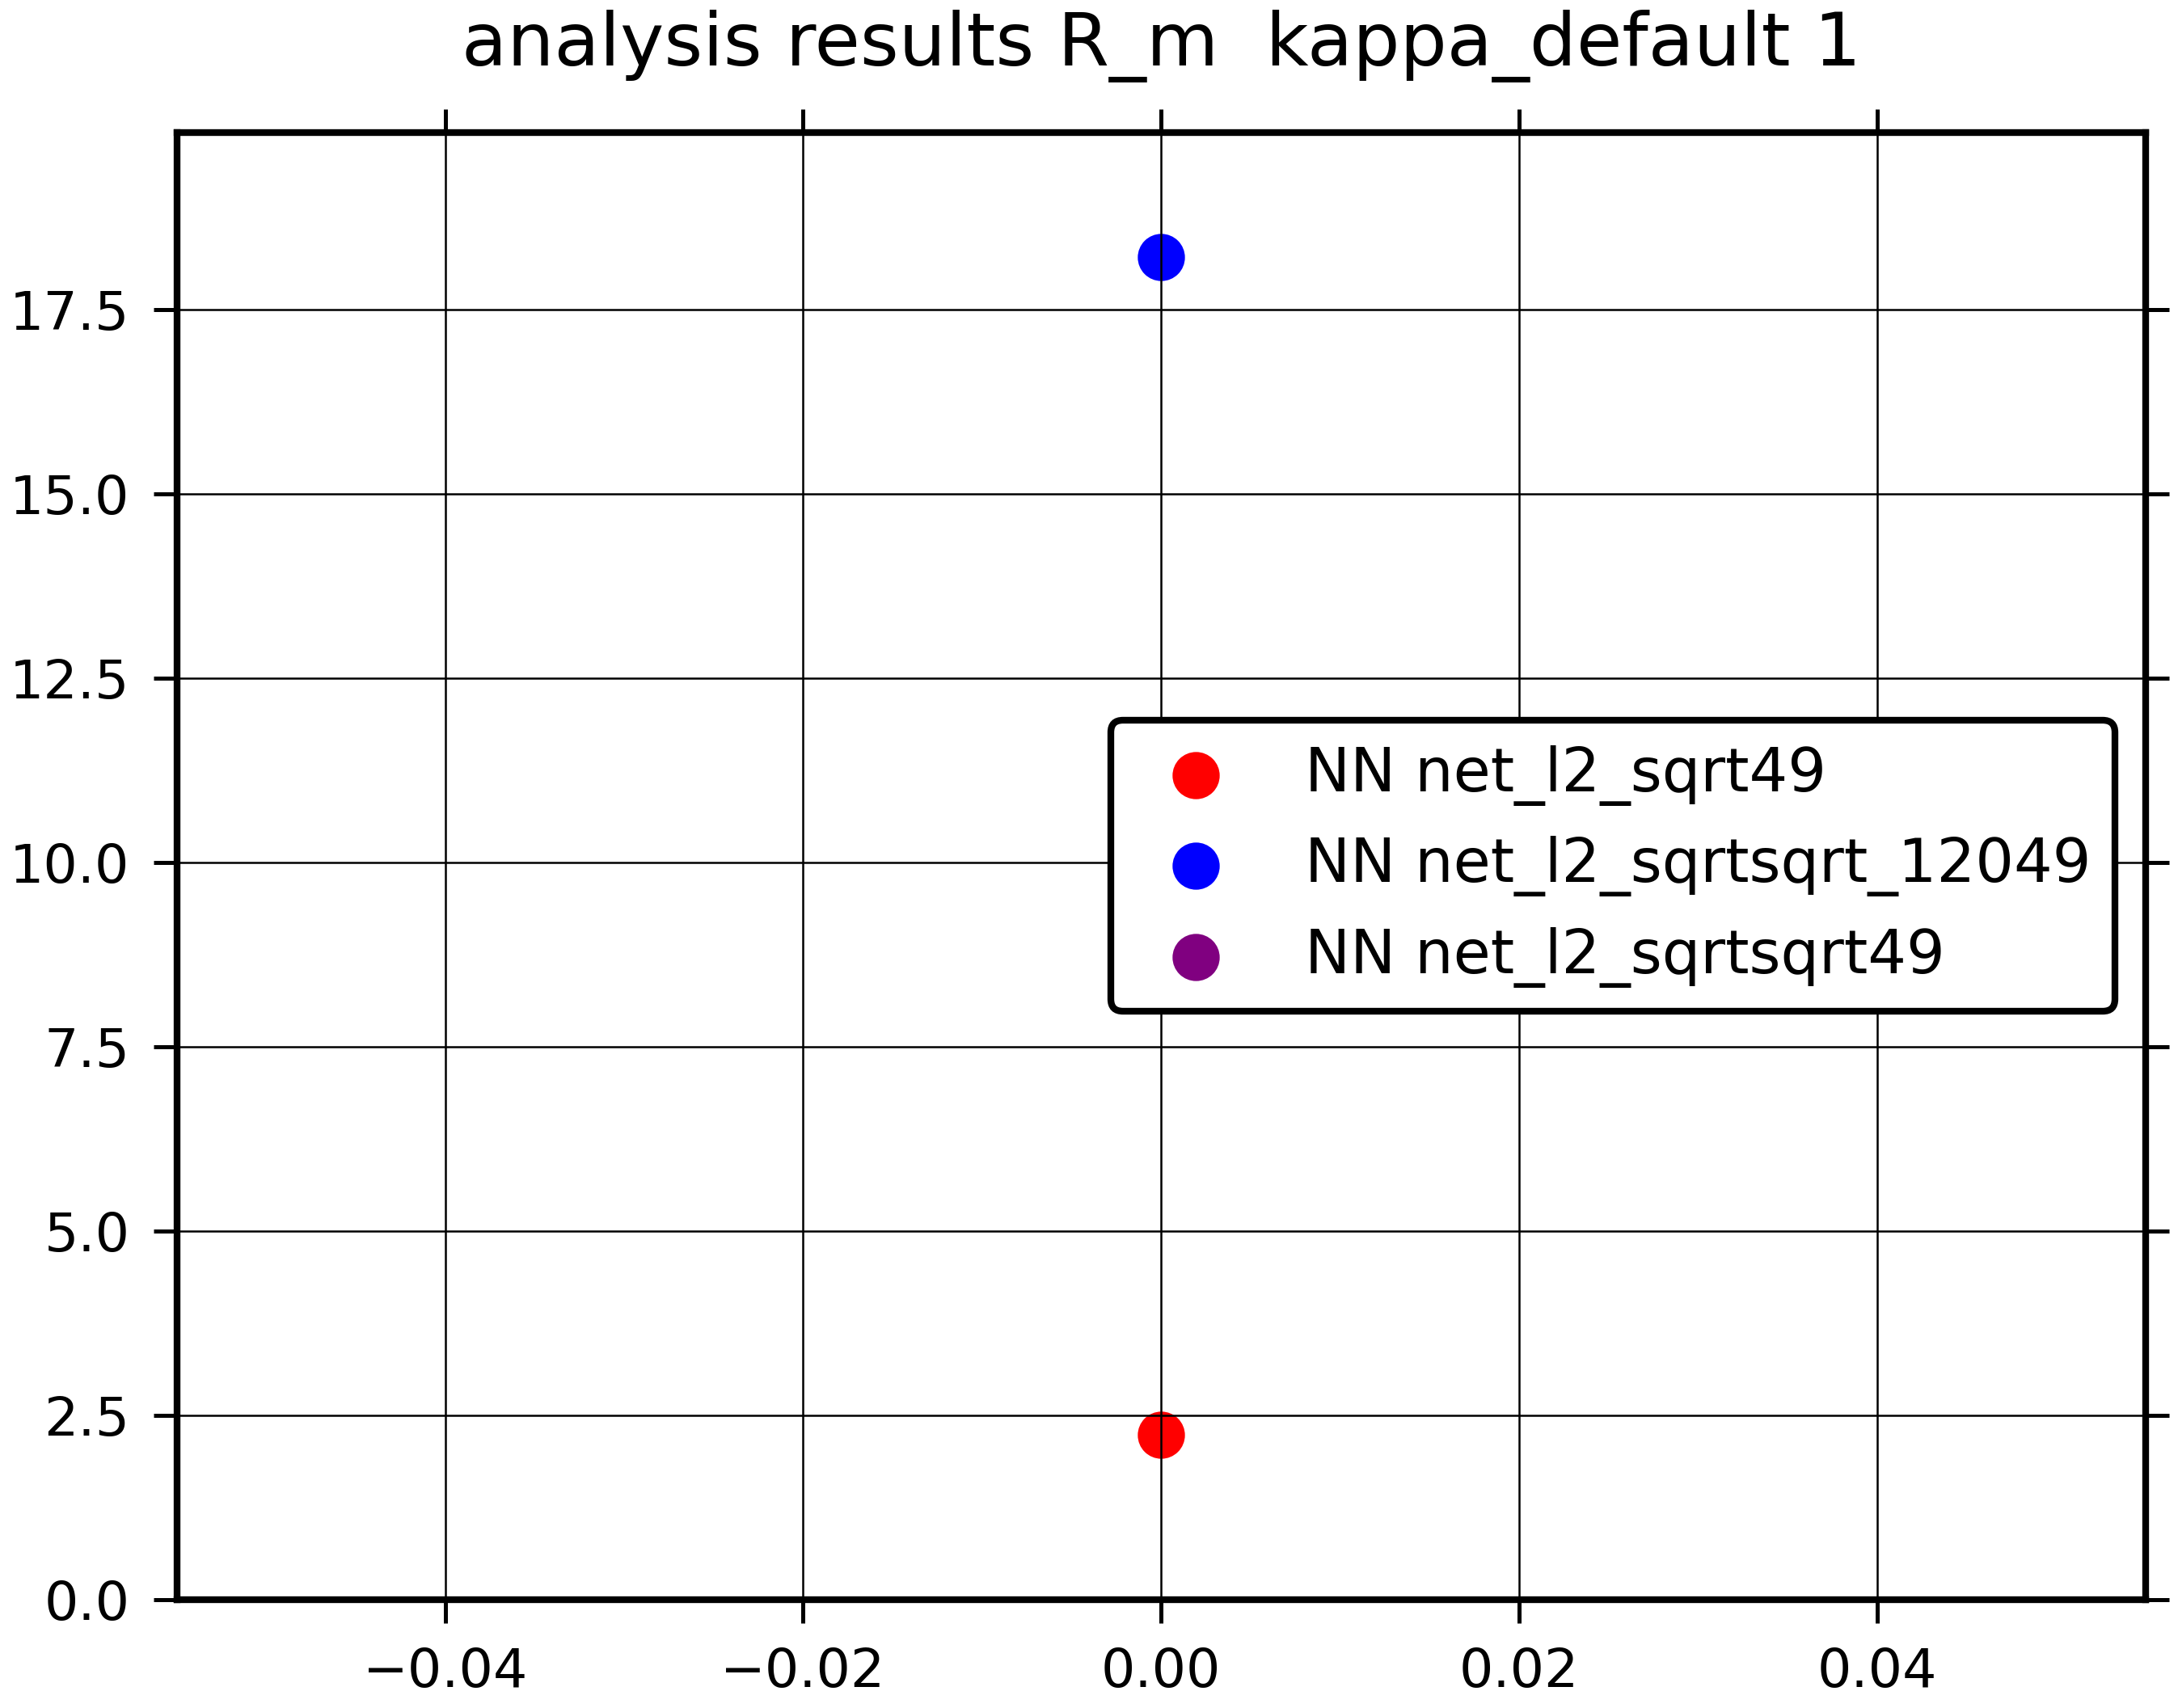 analysis results R_m  kappa_default 1
17.5
15.0
12.5
10.0
7.5
5.0
2.5
0.0
NN net_l2_sqrt49
NN net_l2_sqrtsqrt_12049
NN net_l2_sqrtsqrt49
−0.04 −0.02 0.00 0.02 0.04